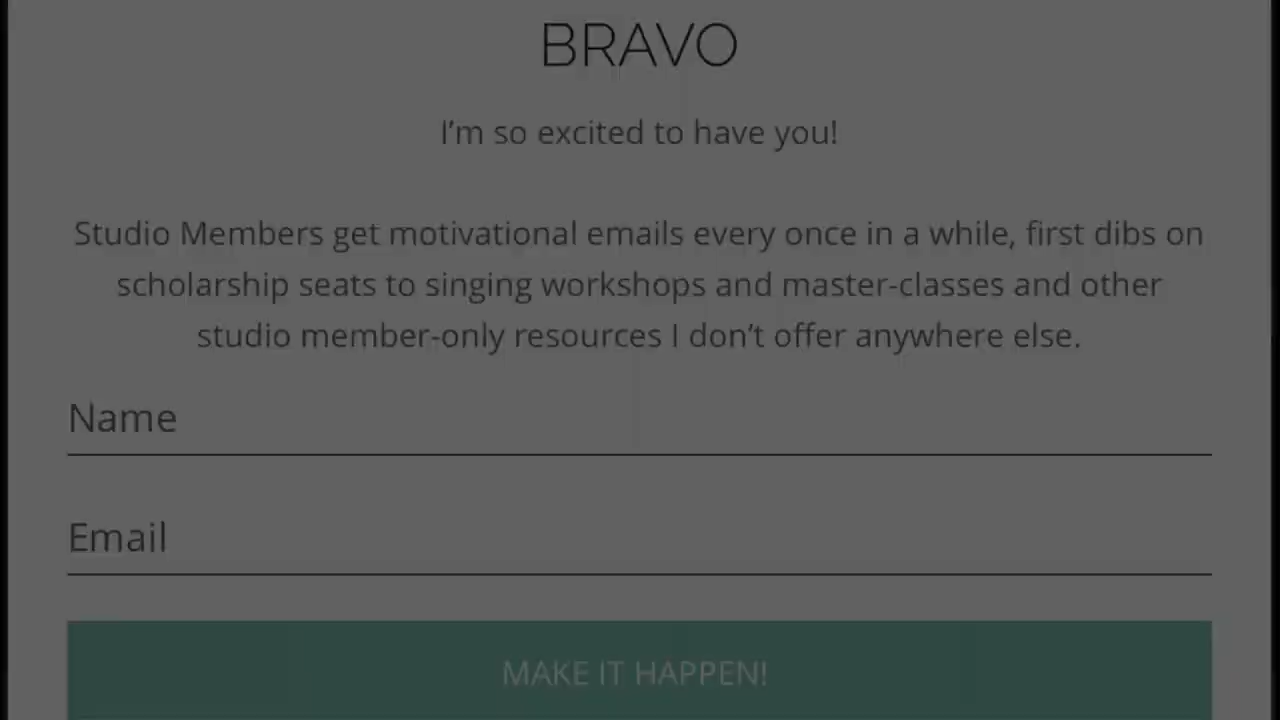 BRAVO
I'm so excited to have you!
Studio Members get motivational emails every once in a while, first dibs on
scholarship seats to singing workshops and master-classes and other
studio member-only resources I don't offer anywhere else.
Name
Email
MAKE IT HAPPEN!